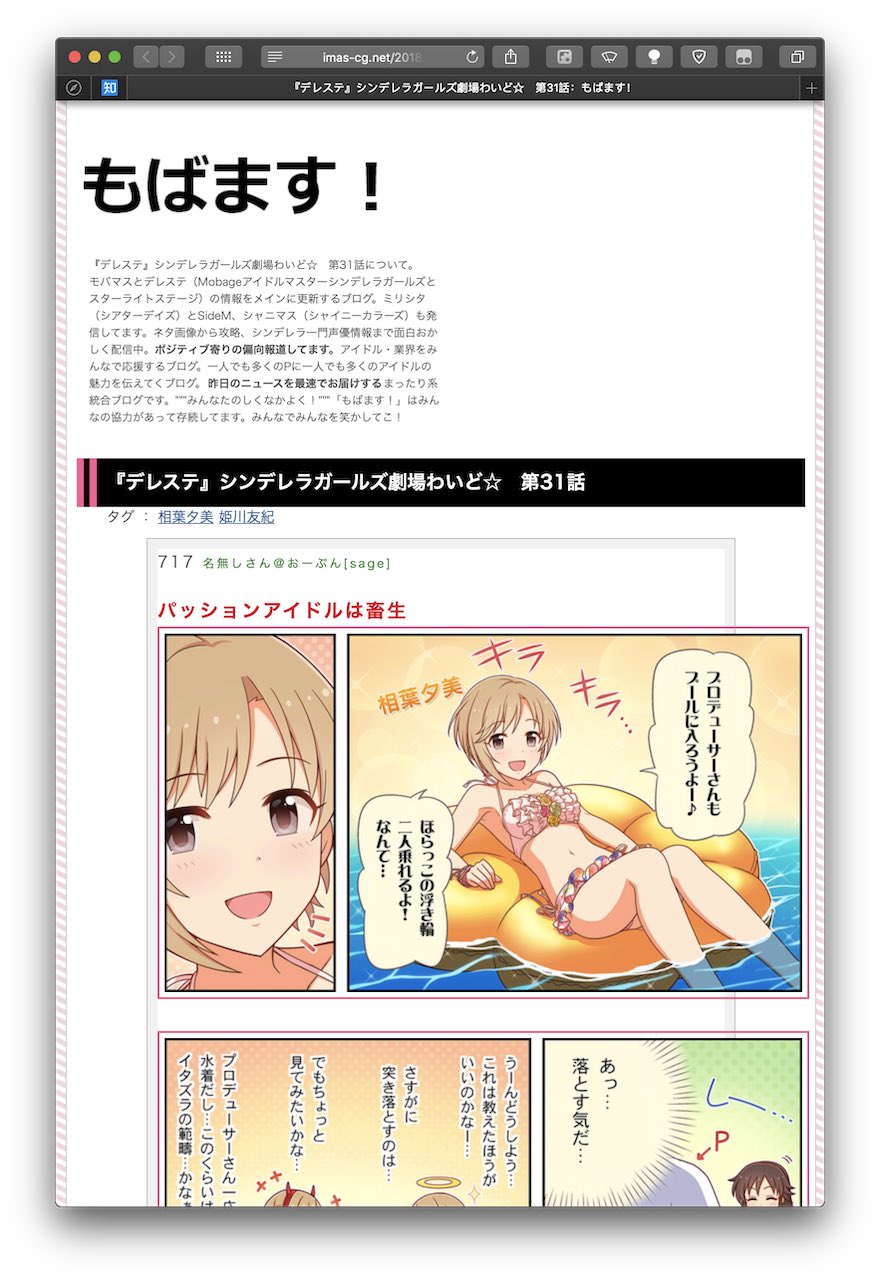 imas-cg.net/2018
知
『デレステ』シンデレラガールズ劇場わいど☆　第31話: もばます!
もばます！
『デレステ』シンデレラガールズ劇場わいど☆　第31話について。
モバマスとデレステ（Mobageアイドルマスターシンデレラガールズと
スターライトステージ）の情報をメインに更新するブログ。ミリシタ
（シアターデイズ）とSideM、シャニマス（シャイニーカラーズ）も発
信してます。ネタ画像から攻略、シンデレラ一門声優情報まで面白おか
しく配信中。ポジティブ寄りの偏向報道してます。アイドル・業界をみ
んなで応援するブログ。一人でも多くのPに一人でも多くのアイドルの
魅力を伝えてくブログ。昨日のニュースを最速でお届けするまったり系
統合ブログです。"""みんなたのしくなかよく！"""「もばます！」はみん
なの協力があって存続してます。みんなでみんなを笑かしてこ！
『デレステ』シンデレラガールズ劇場わいど☆　第31話
タグ ： 相葉夕美 姫川友紀
717 名無しさん＠おーぷん[sage]
パッションアイドルは畜生
キラ
キラ…
相葉夕美
プロデューサーさんも
プールに入ろうよー♪
ほらっこの浮き輪
二人乗れるよ！
なんて…
うーんどうしよう…
これは教えたほうが
いいのかなー…
さすがに
突き落とすのは…
でもちょっと
見てみたいかな…
プロデューサーさん一応
水着だし…このくらいは
イタズラの範疇…かなぁ
あっ…
落とす気だ…
P